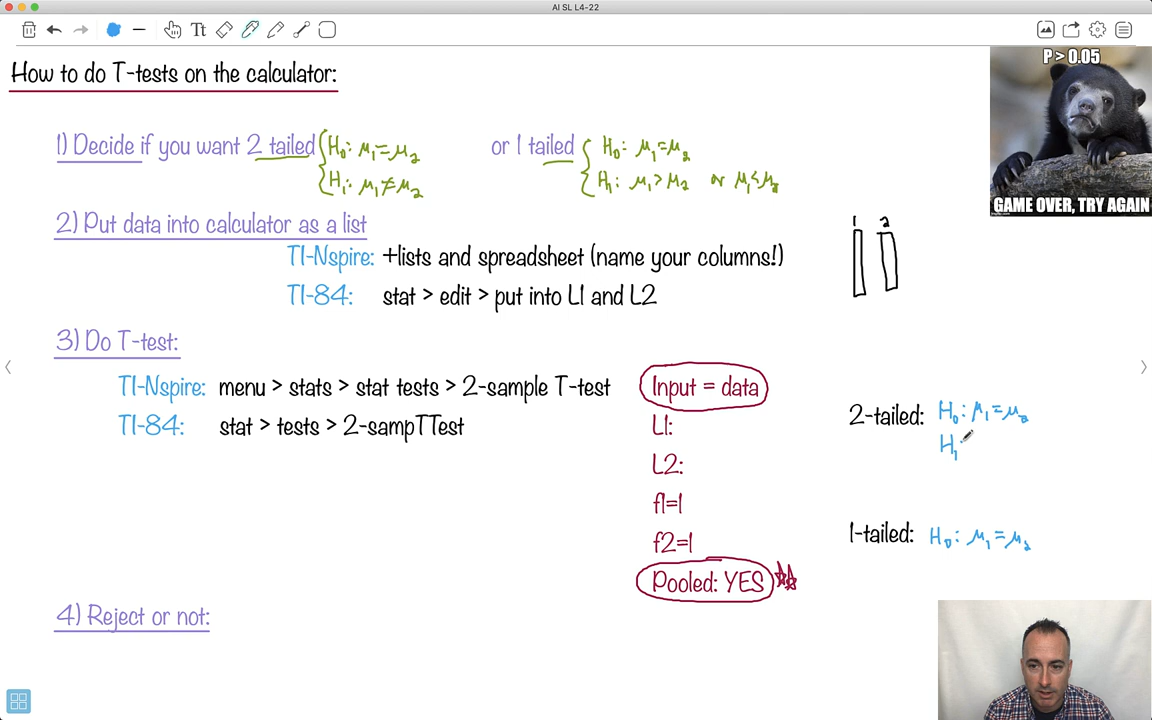 AI SL L4-22
Tt
How to do T-tests on the calculator:
P > 0.05
GAME OVER, TRY AGAIN
1) Decide if you want 2 tailed { H₀: μ₁=μ₂ or 1 tailed { H₀: μ₁=μ₂
H₁: μ₁≠μ₂ H₁: μ₁>μ₂ or μ₁<μ₂
2) Put data into calculator as a list
1 2
TI-Nspire: +lists and spreadsheet (name your columns!)
TI-84: stat > edit > put into L1 and L2
3) Do T-test:
TI-Nspire: menu > stats > stat tests > 2-sample T-test
TI-84: stat > tests > 2-sampTTest
Input = data
L1:
L2:
f1=1
f2=1
Pooled: YES
2-tailed: H₀: μ₁=μ₂
H₁
1-tailed: H₀: μ₁=μ₂
4) Reject or not: